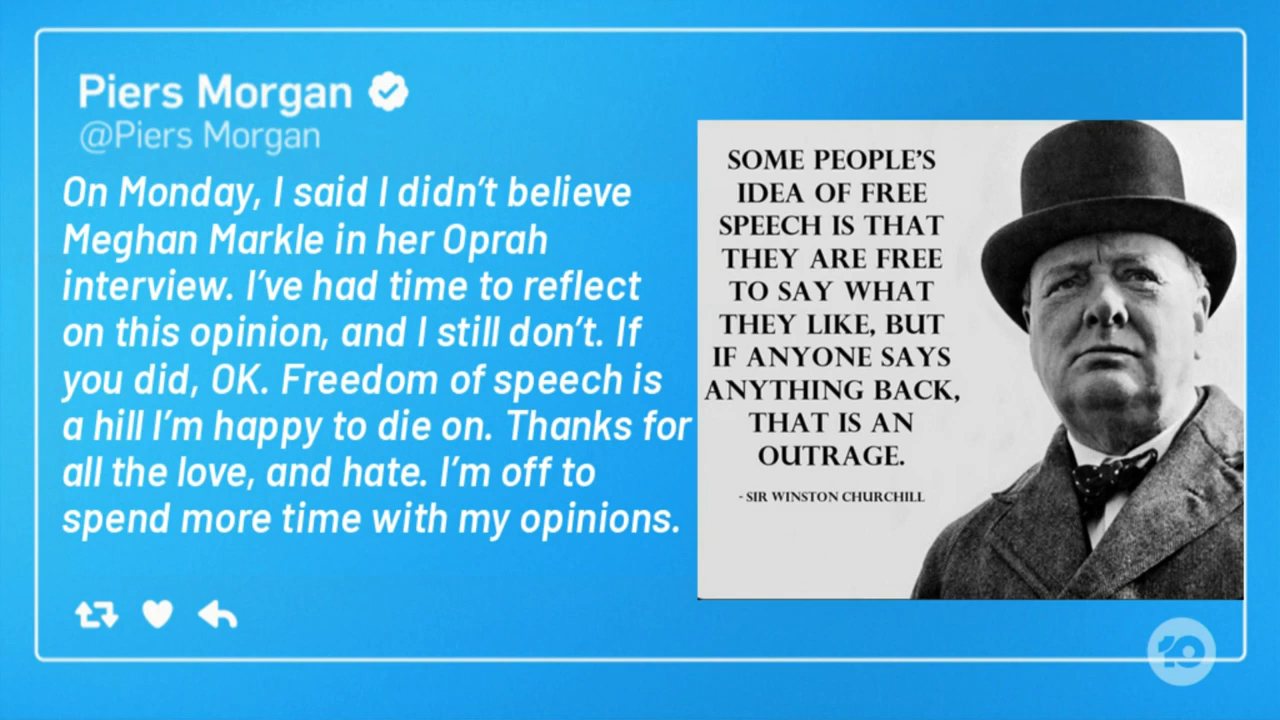 Piers Morgan
@Piers Morgan
On Monday, I said I didn't believe
Meghan Markle in her Oprah
interview. I've had time to reflect
on this opinion, and I still don't. If
you did, OK. Freedom of speech is
a hill I'm happy to die on. Thanks for
all the love, and hate. I'm off to
spend more time with my opinions.
SOME PEOPLE'S
IDEA OF FREE
SPEECH IS THAT
THEY ARE FREE
TO SAY WHAT
THEY LIKE, BUT
IF ANYONE SAYS
ANYTHING BACK,
THAT IS AN
OUTRAGE.
- SIR WINSTON CHURCHILL
10